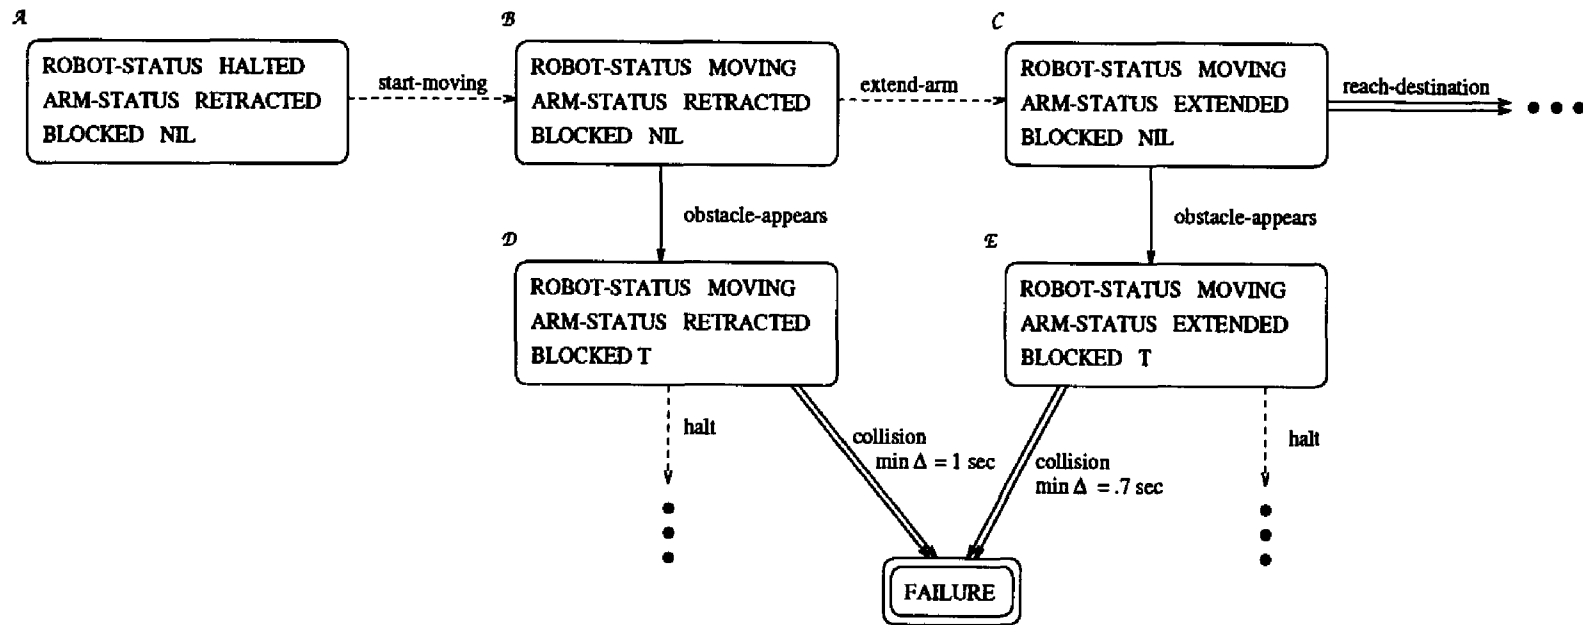 A
ROBOT-STATUS HALTED
ARM-STATUS RETRACTED
BLOCKED NIL
start-moving
B
ROBOT-STATUS MOVING
ARM-STATUS RETRACTED
BLOCKED NIL
extend-arm
C
ROBOT-STATUS MOVING
ARM-STATUS EXTENDED
BLOCKED NIL
reach-destination
obstacle-appears
obstacle-appears
D
ROBOT-STATUS MOVING
ARM-STATUS RETRACTED
BLOCKED T
E
ROBOT-STATUS MOVING
ARM-STATUS EXTENDED
BLOCKED T
halt
collision
min Δ = 1 sec
collision
min Δ = .7 sec
halt
FAILURE